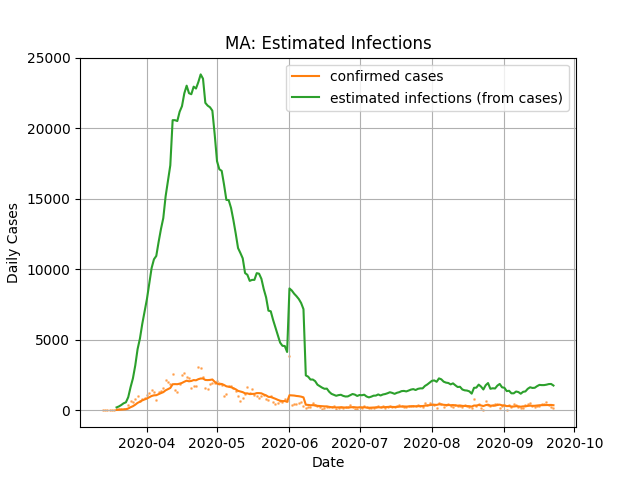 MA: Estimated Infections
confirmed cases
estimated infections (from cases)
Daily Cases
25000
20000
15000
10000
5000
0
2020-04 2020-05 2020-06 2020-07 2020-08 2020-09 2020-10
Date